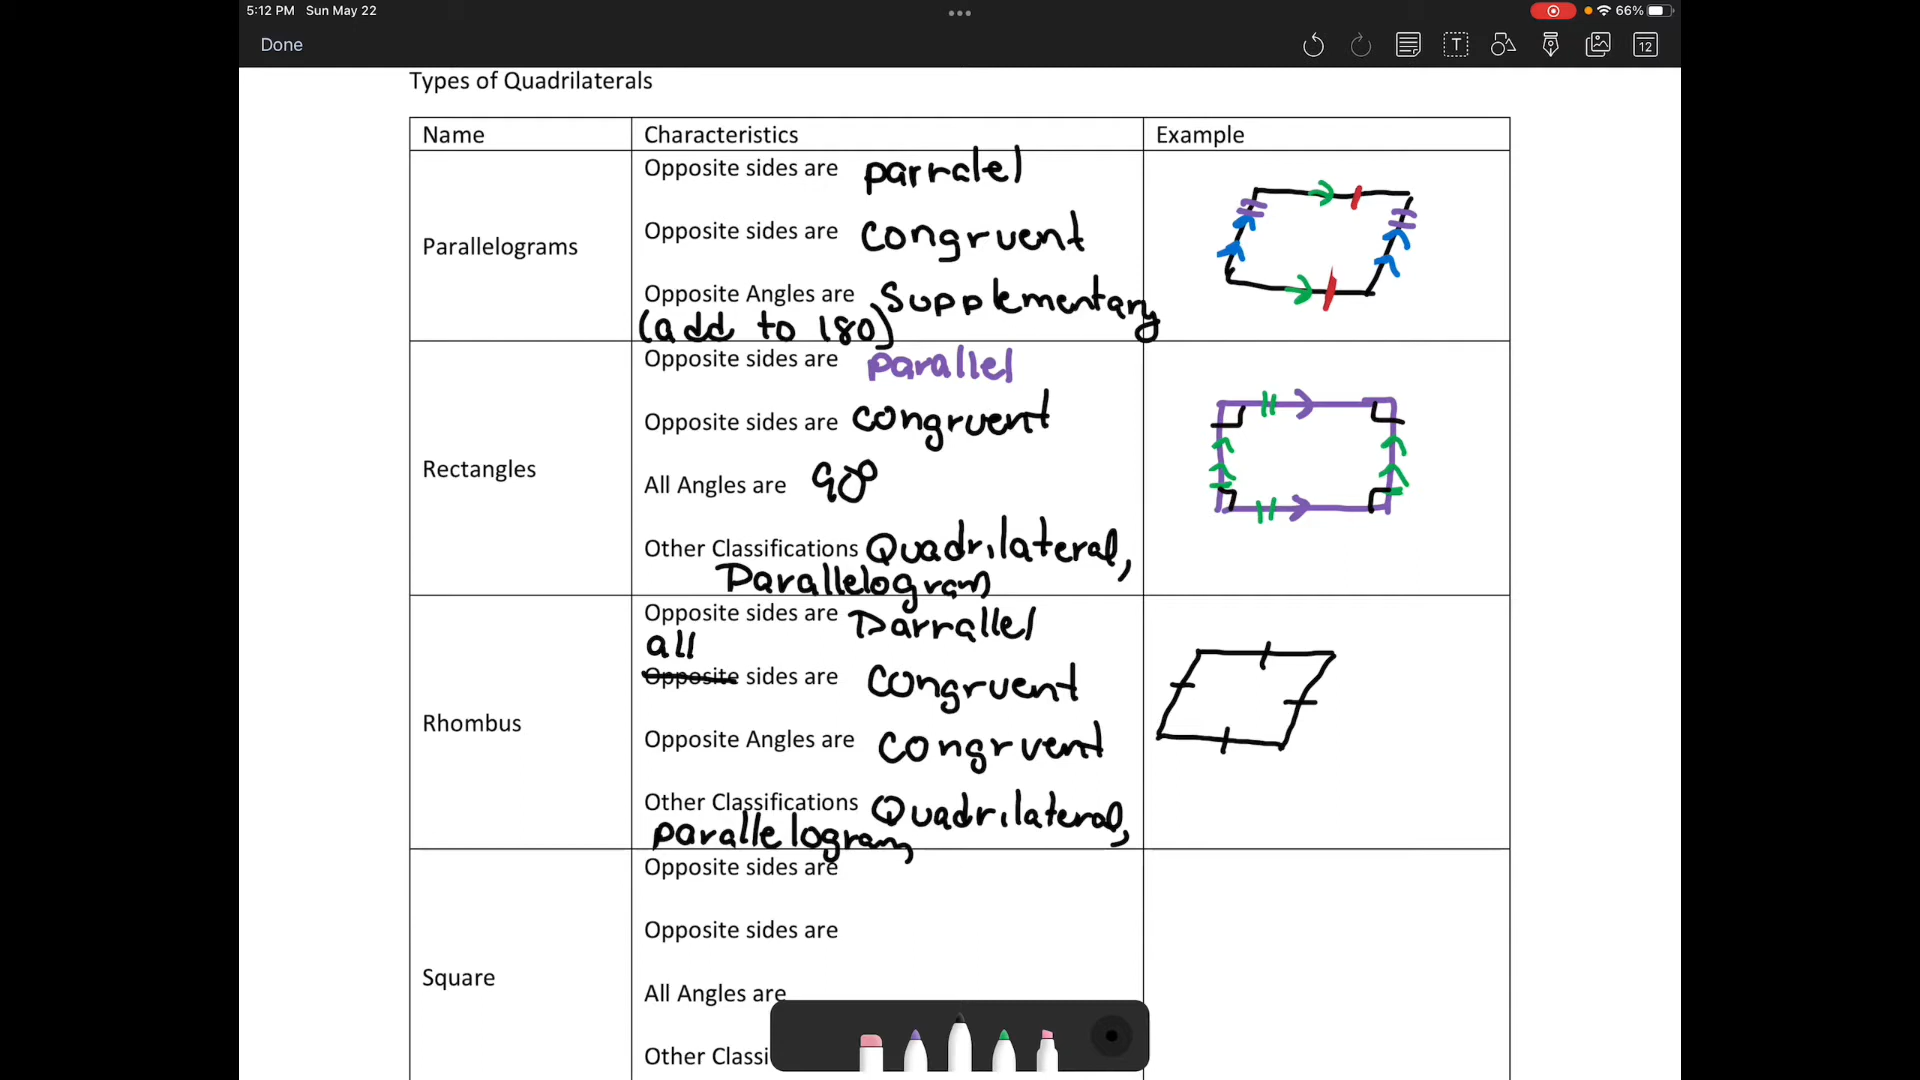 5:12 PM Sun May 22
66%
Done
T
12
Types of Quadrilaterals
Name Characteristics Example
Parallelograms
Opposite sides are parralel
Opposite sides are congruent
Opposite Angles are Supplementary
(add to 180)
Rectangles
Opposite sides are parallel
Opposite sides are congruent
All Angles are 90°
Other Classifications Quadrilateral,
Parallelogram
Rhombus
Opposite sides are Parrallel
all
Opposite sides are congruent
Opposite Angles are congruent
Other Classifications Quadrilateral,
parallelogram,
Square
Opposite sides are
Opposite sides are
All Angles are
Other Classi